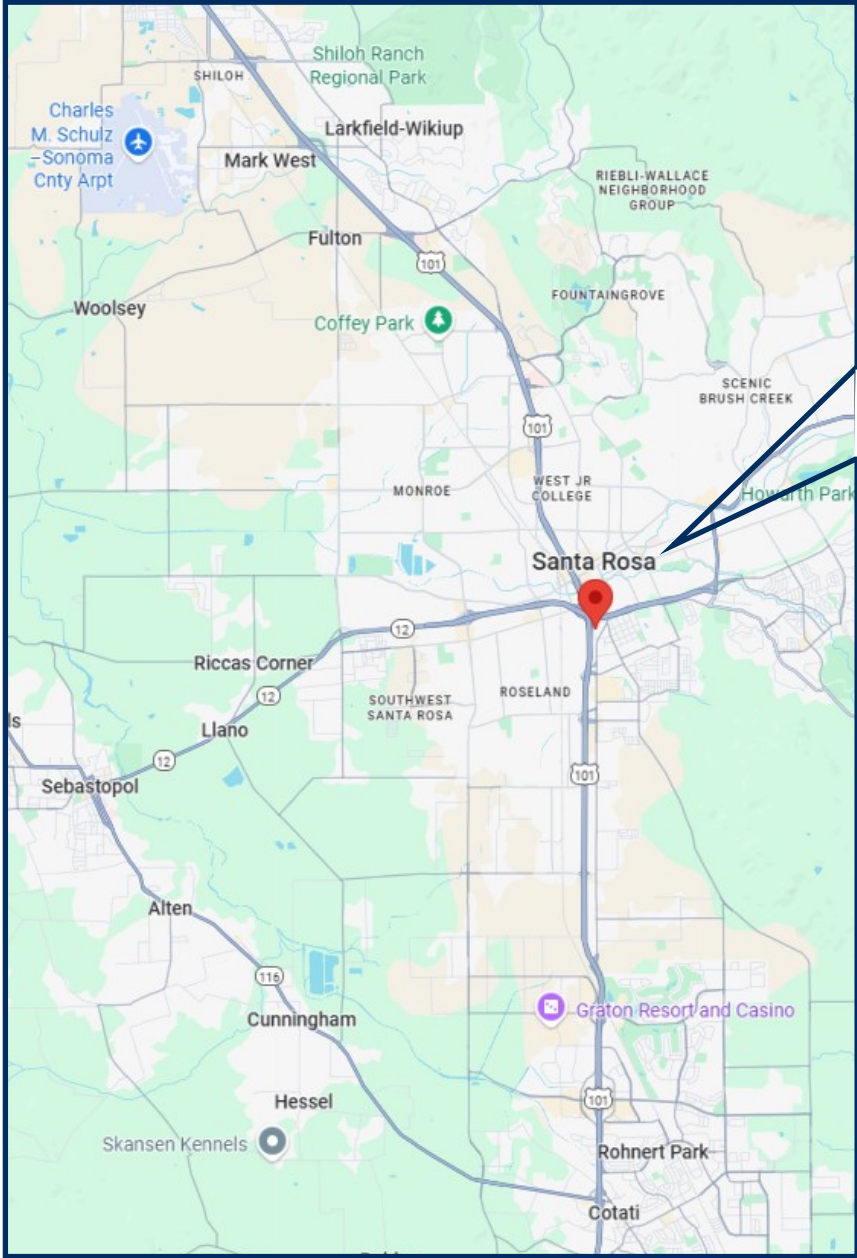 Shiloh Ranch
Regional Park
SHILOH
Charles
M. Schulz
–Sonoma
Cnty Arpt
Larkfield-Wikiup
Mark West
RIEBLI-WALLACE
NEIGHBORHOOD
GROUP
Fulton
101
Woolsey
FOUNTAINGROVE
Coffey Park
SCENIC
BRUSH CREEK
101
MONROE
WEST JR
COLLEGE
Howarth Park
Santa Rosa
12
Riccas Corner
12
SOUTHWEST
SANTA ROSA
ROSELAND
ls
Llano
12
101
Sebastopol
Alten
116
Graton Resort and Casino
Cunningham
Hessel
101
Skansen Kennels
Rohnert Park
Cotati